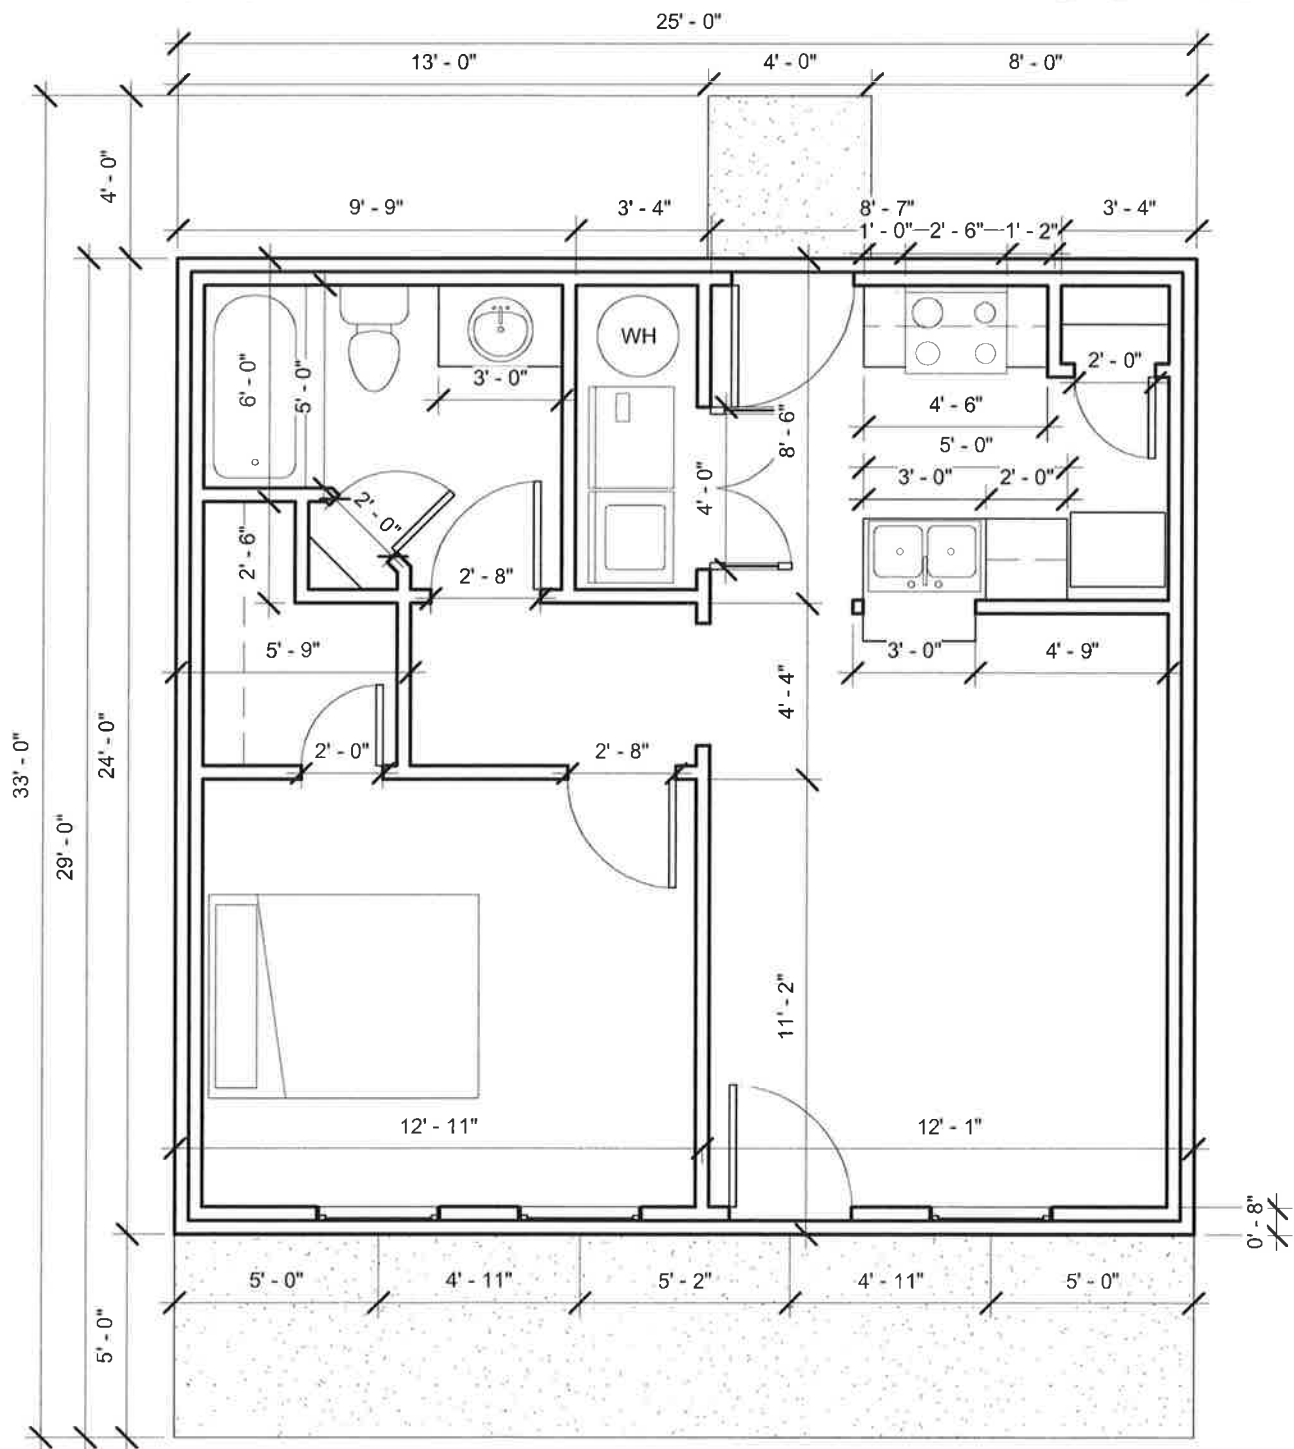 25' - 0"
13' - 0" 4' - 0" 8' - 0"
4' - 0"
9' - 9" 3' - 4" 8' - 7" 3' - 4"
1' - 0" 2' - 6" 1' - 2"
WH
6' - 0" 5' - 0" 3' - 0" 2' - 0"
4' - 6"
8' - 6"
5' - 0"
3' - 0" 2' - 0"
4' - 0"
2' - 0"
2' - 6" 2' - 8"
5' - 9" 3' - 0" 4' - 9"
4' - 4"
2' - 0" 2' - 8"
33' - 0" 24' - 0"
29' - 0"
11' - 2"
12' - 11" 12' - 1"
0' - 8"
5' - 0" 4' - 11" 5' - 2" 4' - 11" 5' - 0"
5' - 0"